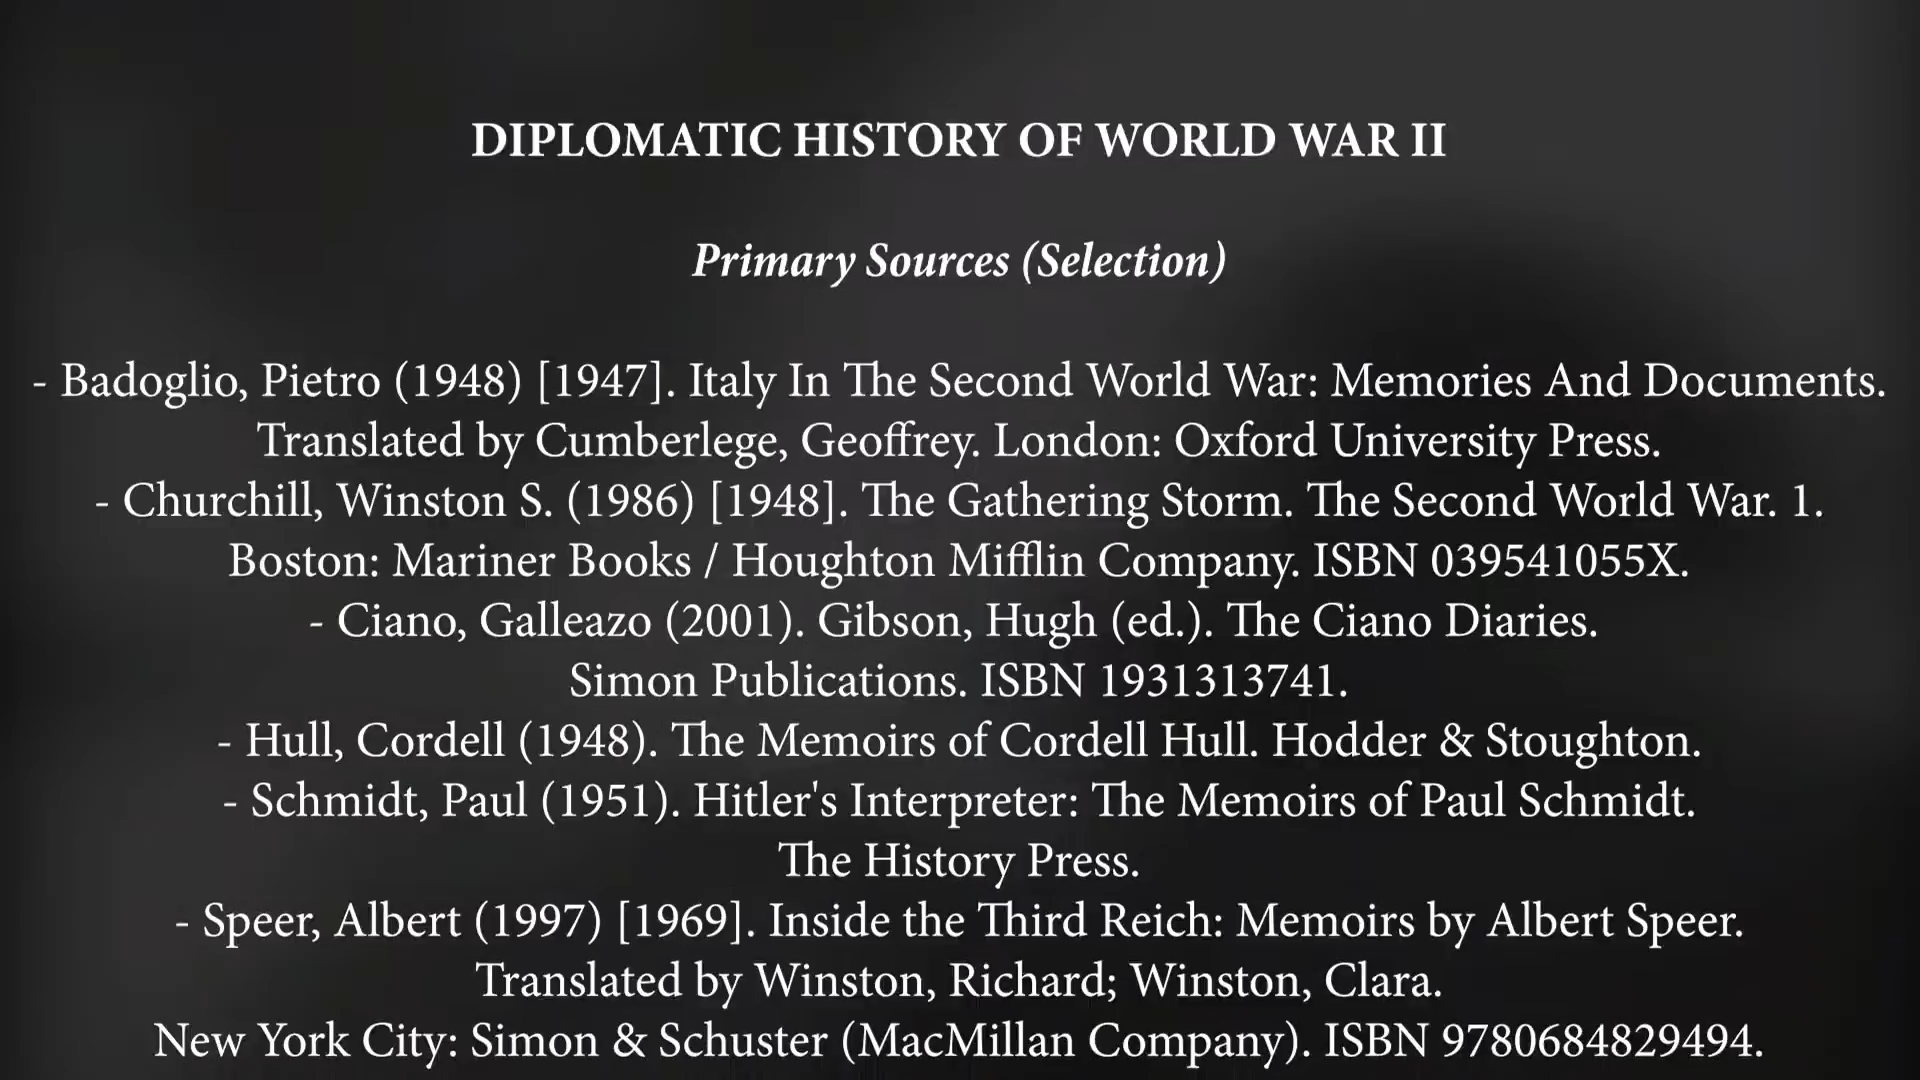 DIPLOMATIC HISTORY OF WORLD WAR II
Primary Sources (Selection)
- Badoglio, Pietro (1948) [1947]. Italy In The Second World War: Memories And Documents.
Translated by Cumberlege, Geoffrey. London: Oxford University Press.
- Churchill, Winston S. (1986) [1948]. The Gathering Storm. The Second World War. 1.
Boston: Mariner Books / Houghton Mifflin Company. ISBN 039541055X.
- Ciano, Galleazo (2001). Gibson, Hugh (ed.). The Ciano Diaries.
Simon Publications. ISBN 1931313741.
- Hull, Cordell (1948). The Memoirs of Cordell Hull. Hodder & Stoughton.
- Schmidt, Paul (1951). Hitler's Interpreter: The Memoirs of Paul Schmidt.
The History Press.
- Speer, Albert (1997) [1969]. Inside the Third Reich: Memoirs by Albert Speer.
Translated by Winston, Richard; Winston, Clara.
New York City: Simon & Schuster (MacMillan Company). ISBN 9780684829494.